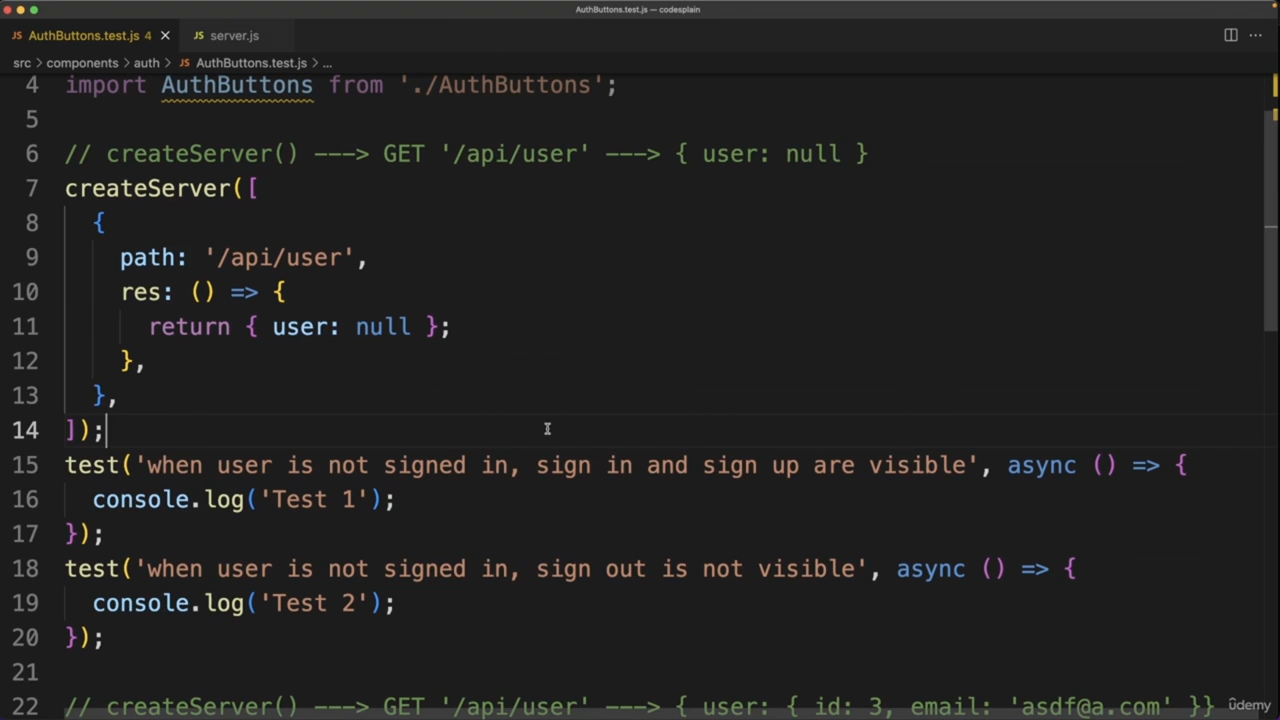 AuthButtons.test.js — codesplain
JS AuthButtons.test.js 4 × JS server.js ···
src > components > auth > JS AuthButtons.test.js > ...
4 import AuthButtons from './AuthButtons';
5
6 // createServer() ---> GET '/api/user' ---> { user: null }
7 createServer([
8 {
9 path: '/api/user',
10 res: () => {
11 return { user: null };
12 },
13 },
14 ]);
15 test('when user is not signed in, sign in and sign up are visible', async () => {
16 console.log('Test 1');
17 });
18 test('when user is not signed in, sign out is not visible', async () => {
19 console.log('Test 2');
20 });
21
22 // createServer() ---> GET '/api/user' ---> { user: { id: 3, email: 'asdf@a.com' }}
ûdemy